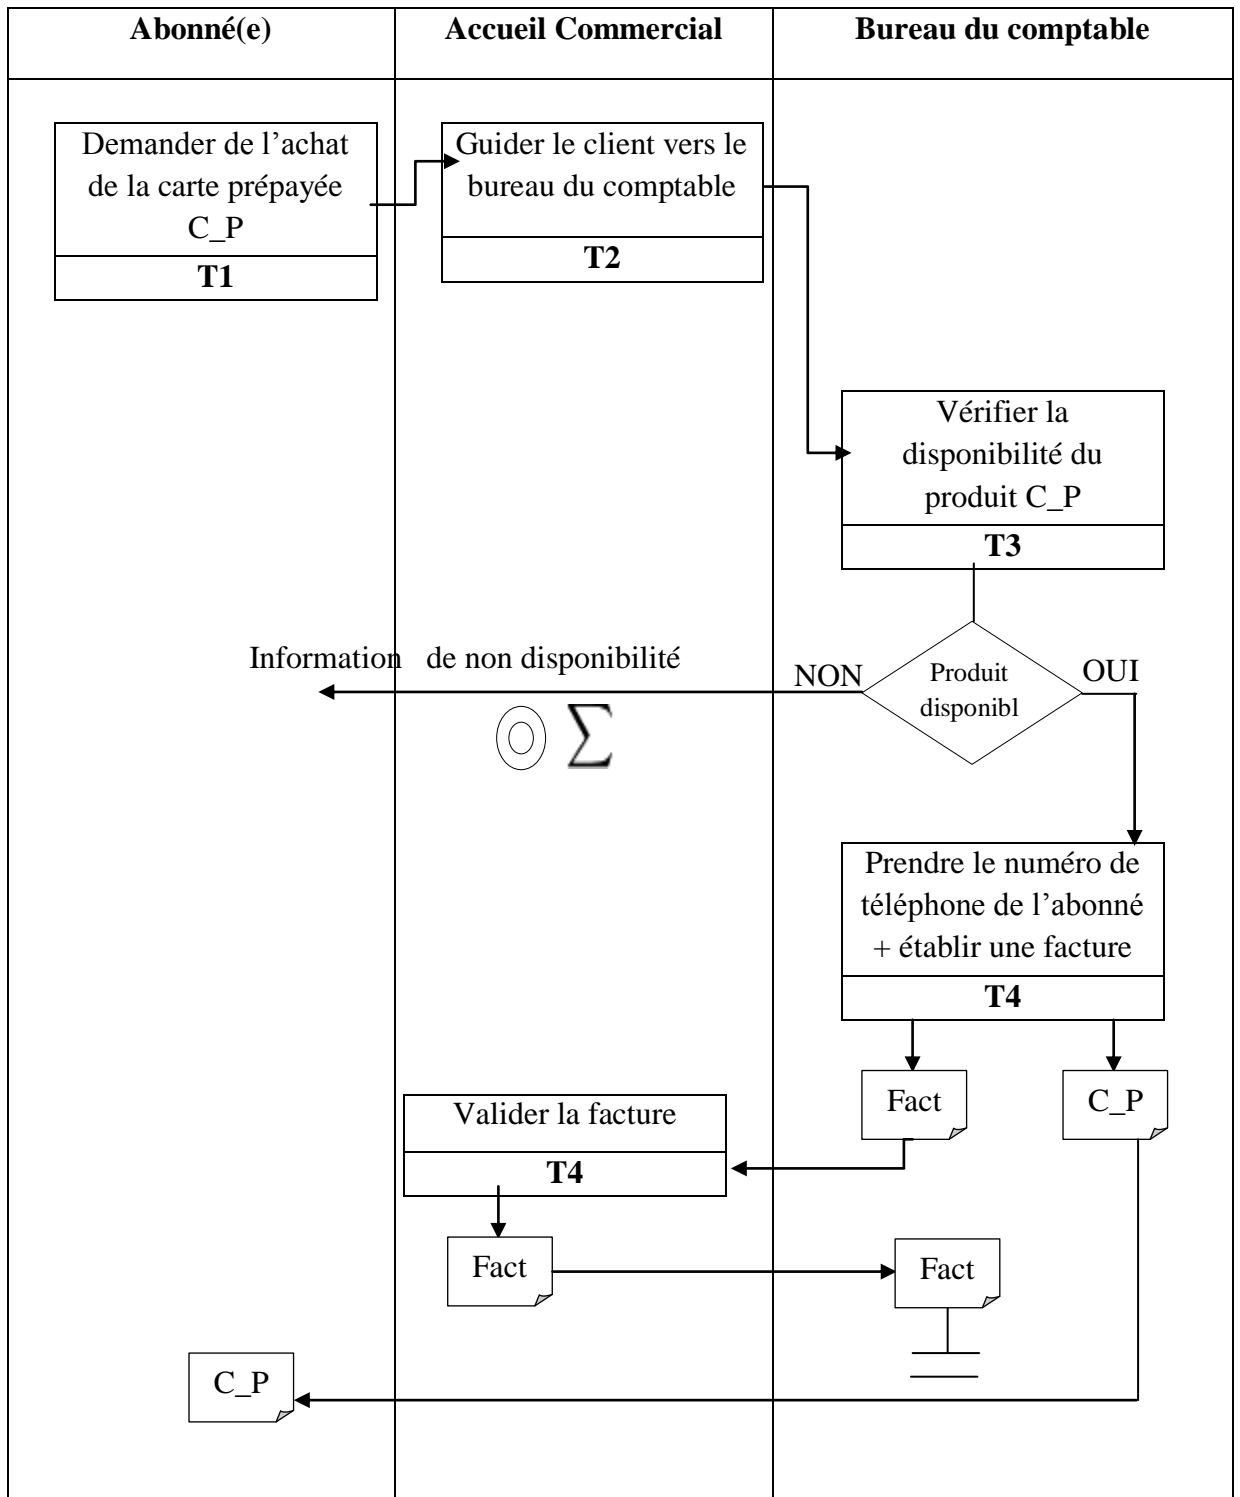 Abonné(e)
Accueil Commercial
Bureau du comptable
Demander de l’achat
de la carte prépayée
C_P
T1
Guider le client vers le
bureau du comptable
T2
Vérifier la
disponibilité du
produit C_P
T3
Information de non disponibilité
NON
Produit
disponibl
OUI
∑
Prendre le numéro de
téléphone de l’abonné
+ établir une facture
T4
Fact
C_P
Valider la facture
T4
Fact
Fact
C_P